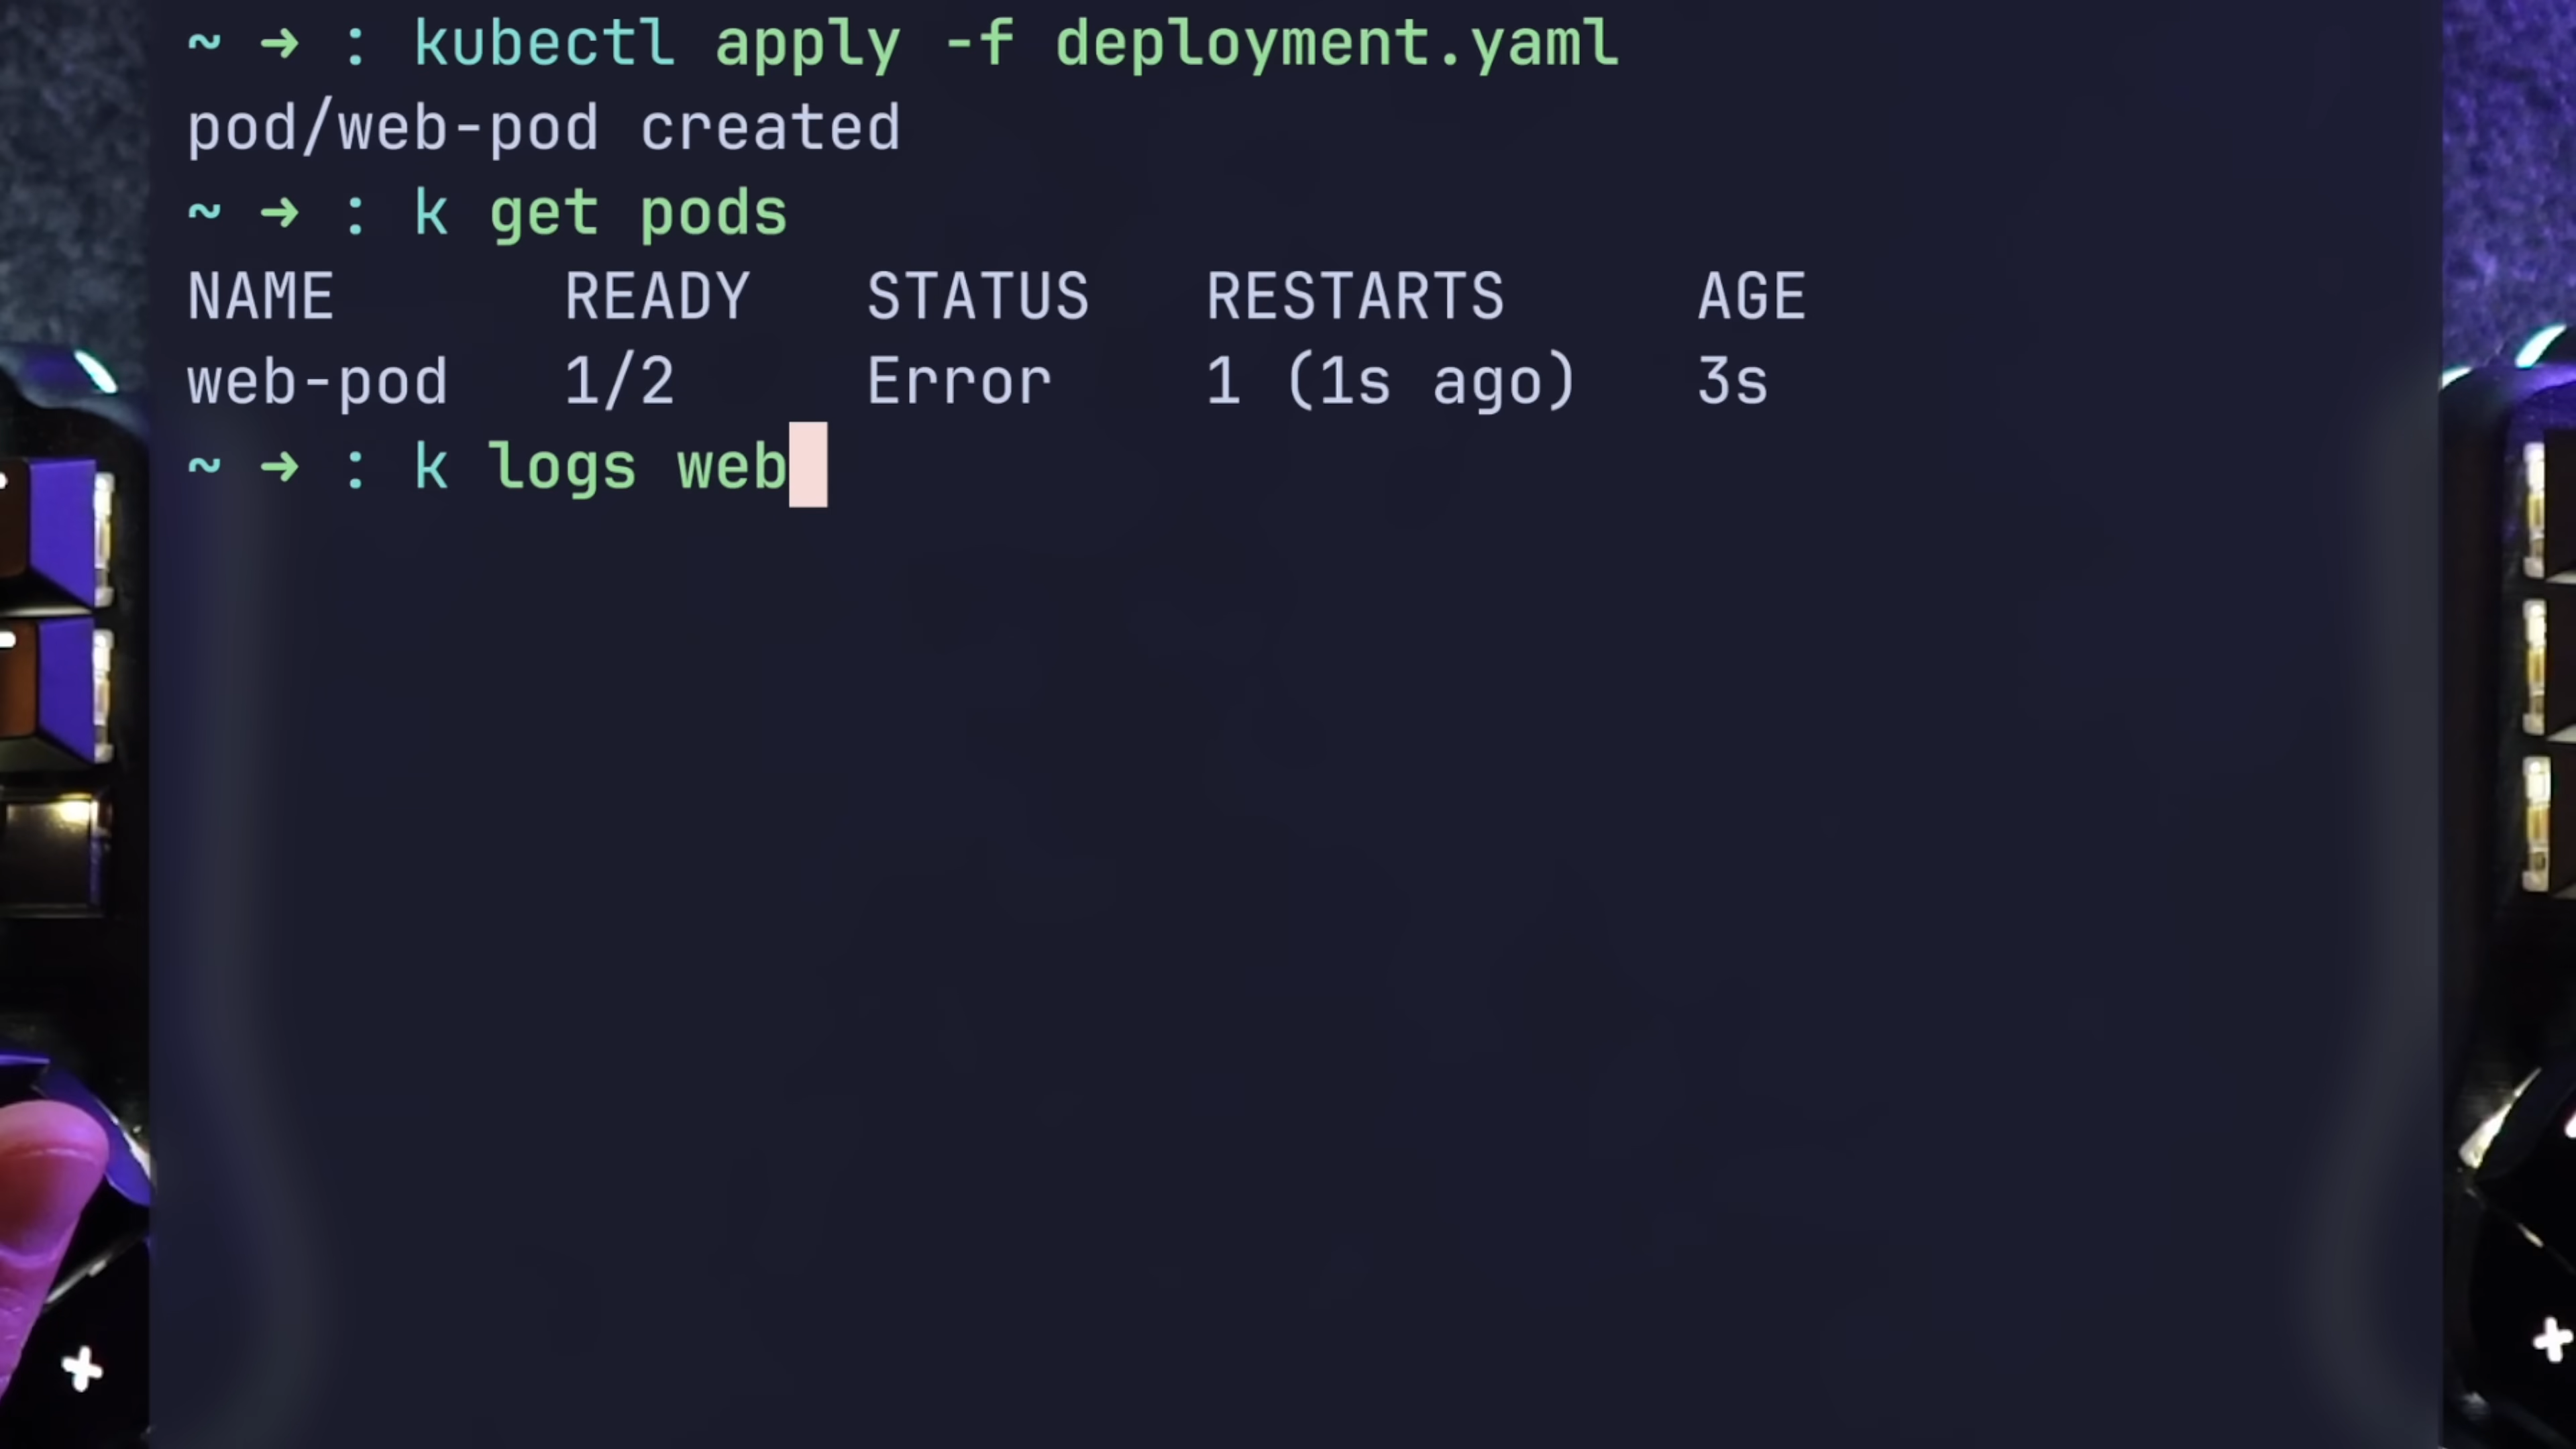 ~ → : kubectl apply -f deployment.yaml
pod/web-pod created
~ → : k get pods
NAME      READY   STATUS   RESTARTS     AGE
web-pod   1/2     Error    1 (1s ago)   3s
~ → : k logs web